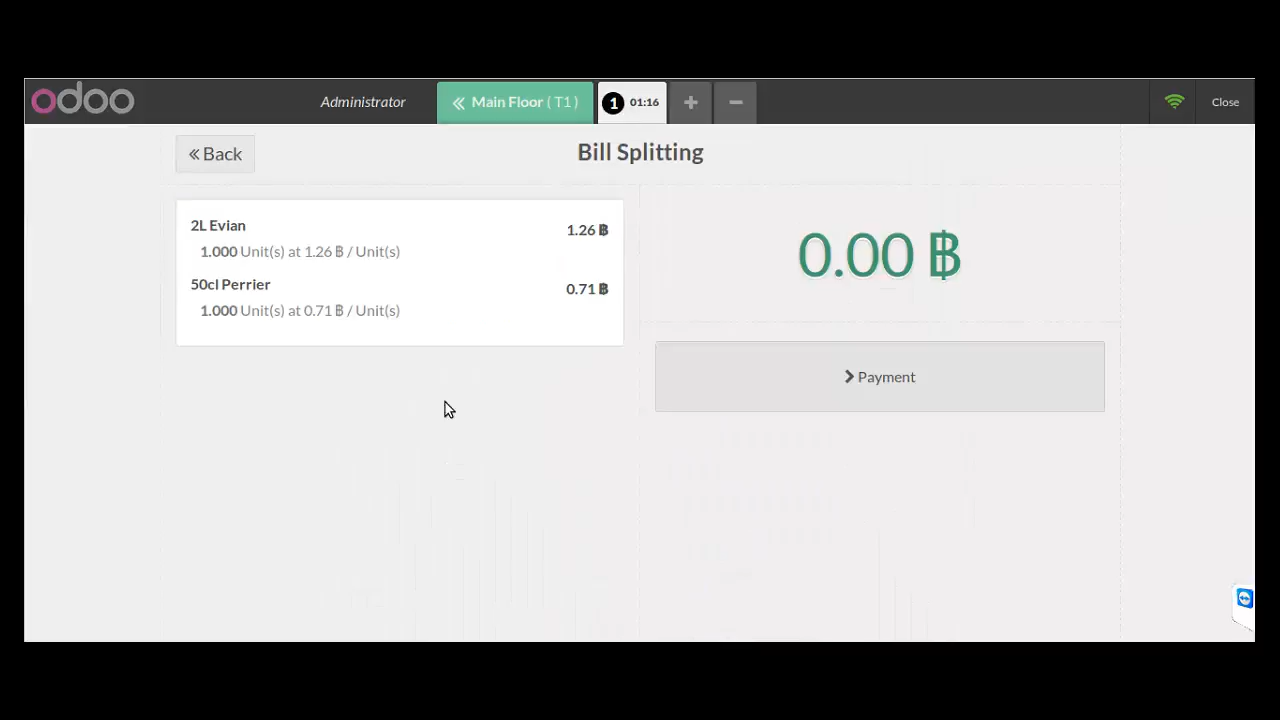 odoo
Administrator
Main Floor ( T1 )
1 01:16
Close
Back
Bill Splitting
2L Evian
1.26 ฿
1.000 Unit(s) at 1.26 ฿ / Unit(s)
50cl Perrier
0.71 ฿
1.000 Unit(s) at 0.71 ฿ / Unit(s)
0.00 ฿
Payment